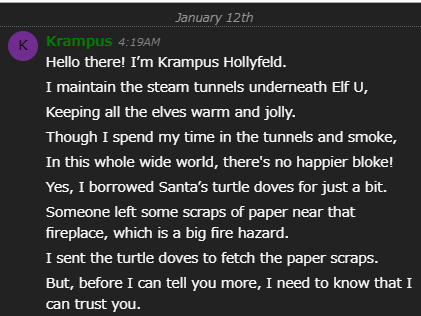 January 12th
K
Krampus 4:19AM
Hello there! I’m Krampus Hollyfeld.
I maintain the steam tunnels underneath Elf U,
Keeping all the elves warm and jolly.
Though I spend my time in the tunnels and smoke,
In this whole wide world, there's no happier bloke!
Yes, I borrowed Santa’s turtle doves for just a bit.
Someone left some scraps of paper near that
fireplace, which is a big fire hazard.
I sent the turtle doves to fetch the paper scraps.
But, before I can tell you more, I need to know that I
can trust you.